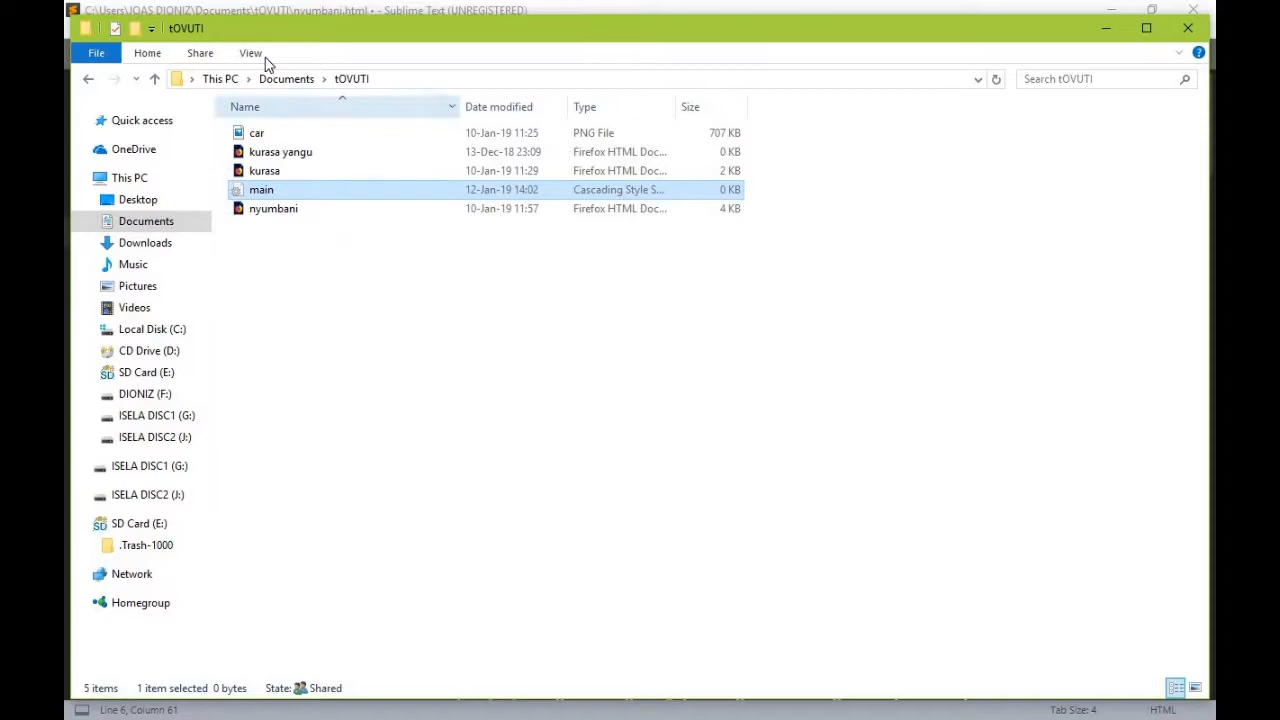 C:\Users\JOAS DIONIZ\Documents\tOVUTI\nyumbani.html • - Sublime Text (UNREGISTERED)
tOVUTI
File Home Share View
This PC Documents tOVUTI Search tOVUTI
Name Date modified Type Size
car 10-Jan-19 11:25 PNG File 707 KB
kurasa yangu 13-Dec-18 23:09 Firefox HTML Doc... 0 KB
kurasa 10-Jan-19 11:29 Firefox HTML Doc... 2 KB
main 12-Jan-19 14:02 Cascading Style S... 0 KB
nyumbani 10-Jan-19 11:57 Firefox HTML Doc... 4 KB
Quick access
OneDrive
This PC
Desktop
Documents
Downloads
Music
Pictures
Videos
Local Disk (C:)
CD Drive (D:)
SD Card (E:)
DIONIZ (F:)
ISELA DISC1 (G:)
ISELA DISC2 (J:)
ISELA DISC1 (G:)
ISELA DISC2 (J:)
SD Card (E:)
.Trash-1000
Network
Homegroup
5 items 1 item selected 0 bytes State: Shared
Line 6, Column 61 Tab Size: 4 HTML